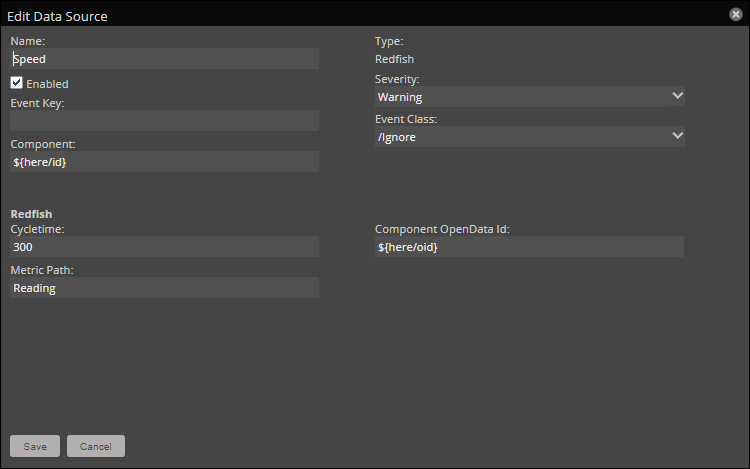 Edit Data Source
Name:
Speed
Enabled
Event Key:
Component:
${here/id}
Type:
Redfish
Severity:
Warning
Event Class:
/Ignore
Redfish
Cycletime:
300
Metric Path:
Reading
Component OpenData Id:
${here/oid}
Save
Cancel